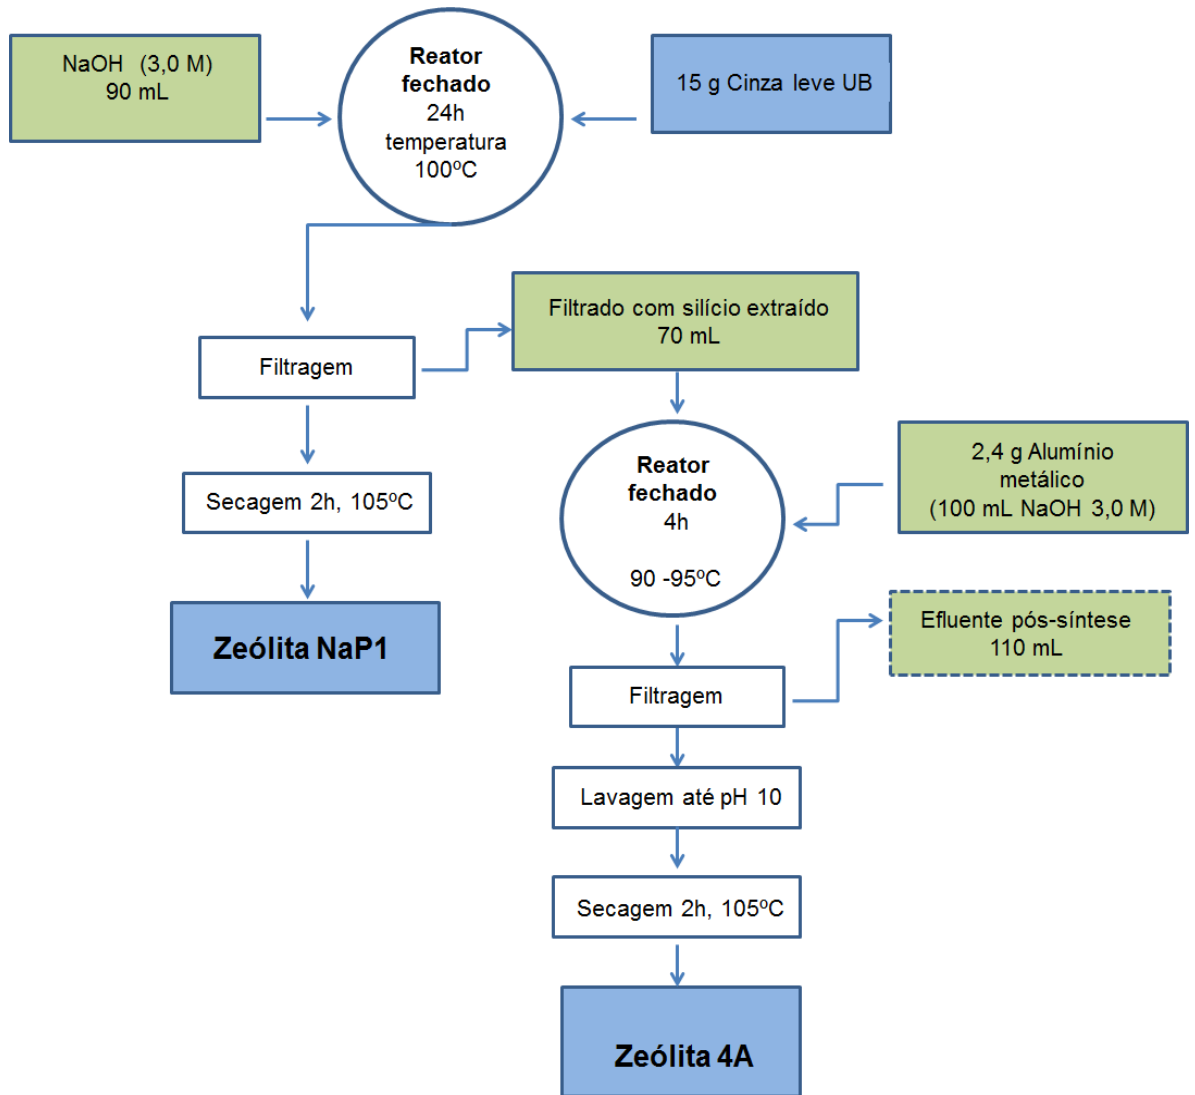 NaOH (3,0 M)
90 mL
Reator
fechado
24h
temperatura
100ºC
15 g Cinza leve UB
Filtragem
Filtrado com silício extraído
70 mL
Secagem 2h, 105ºC
Zeólita NaP1
Reator
fechado
4h
90 -95ºC
2,4 g Alumínio
metálico
(100 mL NaOH 3,0 M)
Efluente pós-síntese
110 mL
Filtragem
Lavagem até pH 10
Secagem 2h, 105ºC
Zeólita 4A